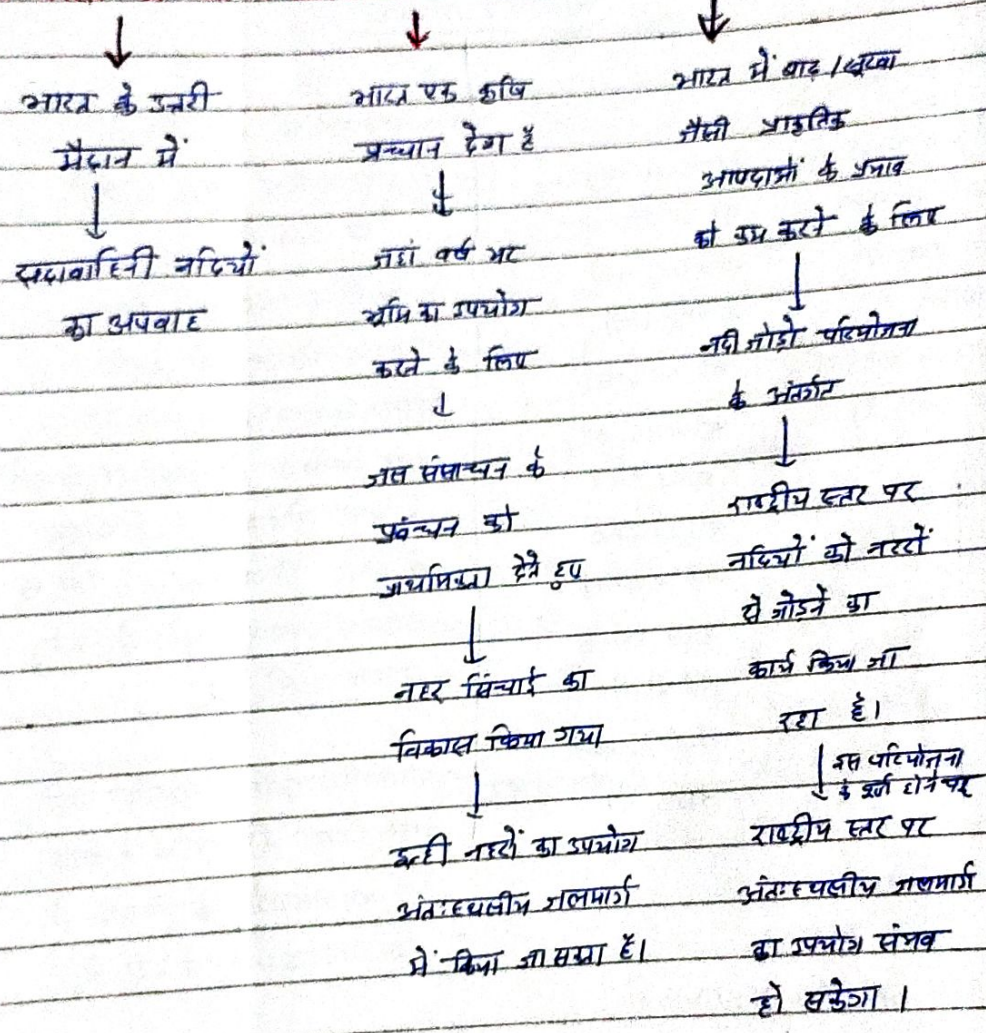 भारत के उत्तरी
मैदान में
सदावाहिनी नदियों
का अपवाह
भारत एक कृषि
प्रधान देश है
जहां वर्ष भर
भूमि का उपयोग
करने के लिए
जल संसाधन के
प्रबंधन को
प्राथमिकता देते हुए
नहर सिंचाई का
विकास किया गया
इन्ही नहरों का उपयोग
अंतःस्थलीय जलमार्ग
में किया जा सकता है।
भारत में बाढ़ / सूखा
जैसी प्राकृतिक
आपदाओं के प्रभाव
को कम करने के लिए
नदी जोड़ो परियोजना
के अंतर्गत
राष्ट्रीय स्तर पर
नदियों को नहरों
से जोड़ने का
कार्य किया जा
रहा है।
इस परियोजना
के पूर्ण होने पर
राष्ट्रीय स्तर पर
अंतःस्थलीय जलमार्ग
का उपयोग संभव
हो सकेगा।